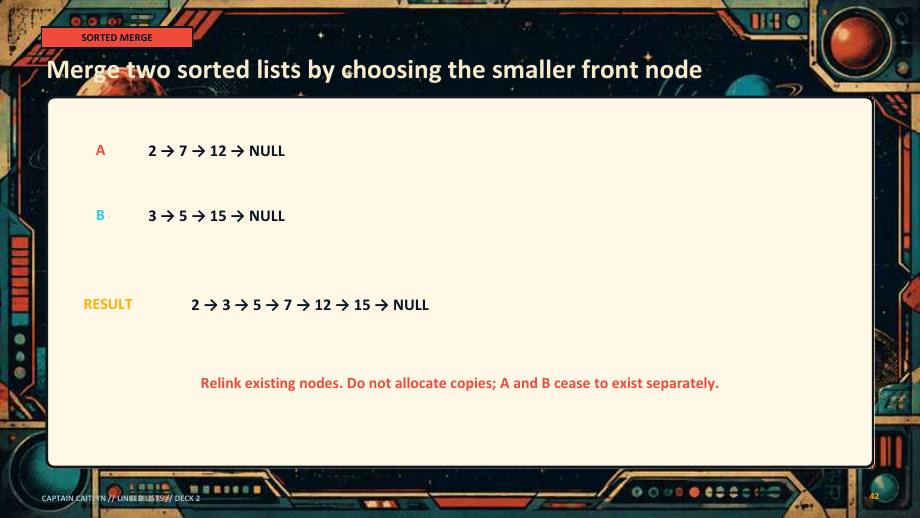 SORTED MERGE
Merge two sorted lists by choosing the smaller front node
A 2 → 7 → 12 → NULL
B 3 → 5 → 15 → NULL
RESULT 2 → 3 → 5 → 7 → 12 → 15 → NULL
Relink existing nodes. Do not allocate copies; A and B cease to exist separately.
CAPTAIN CAITLYN // LINKED LISTS // DECK 2
42